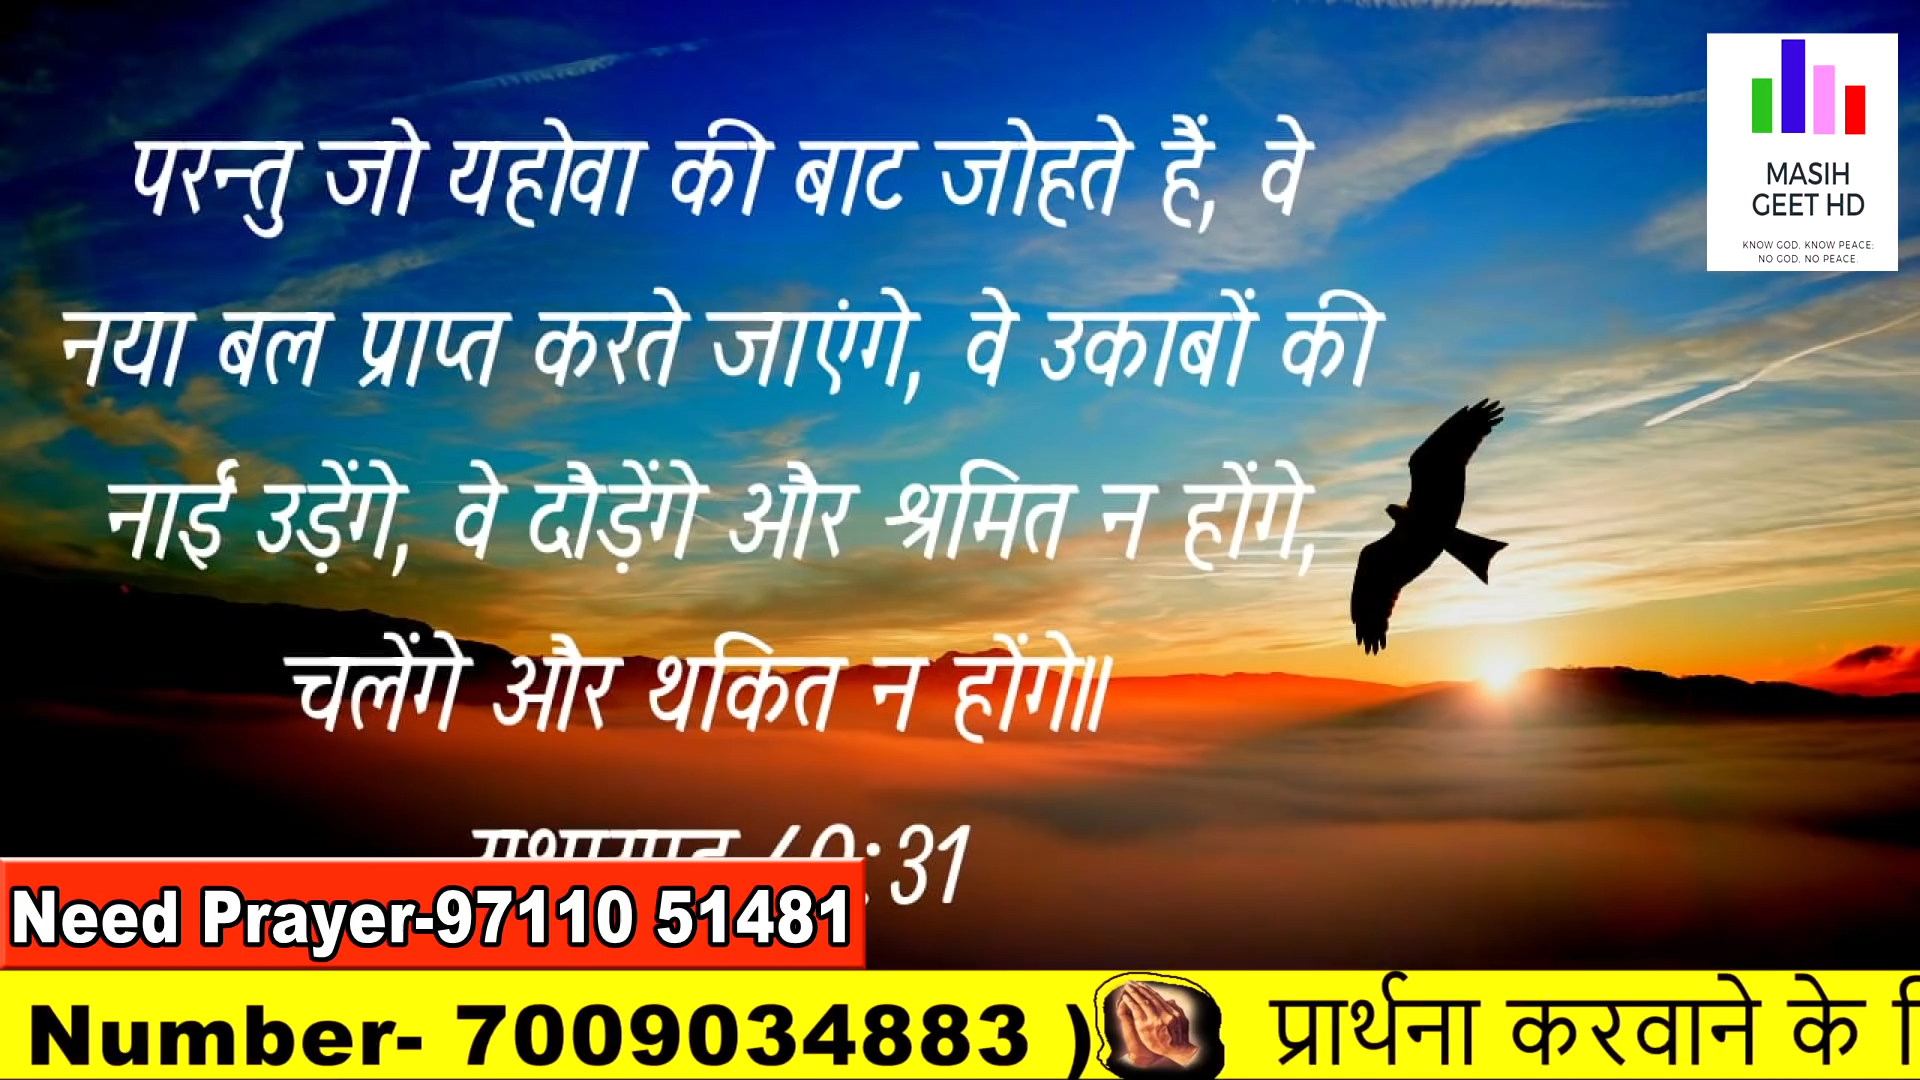 परन्तु जो यहोवा की बाट जोहते हैं, वे
नया बल प्राप्त करते जाएंगे, वे उकाबों की
नाईं उड़ेंगे, वे दौड़ेंगे और श्रमित न होंगे,
चलेंगे और थकित न होंगे॥
:31
MASIH
GEET HD
KNOW GOD, KNOW PEACE;
NO GOD, NO PEACE.
Need Prayer-97110 51481
Number- 7009034883 ) प्रार्थना करवाने के